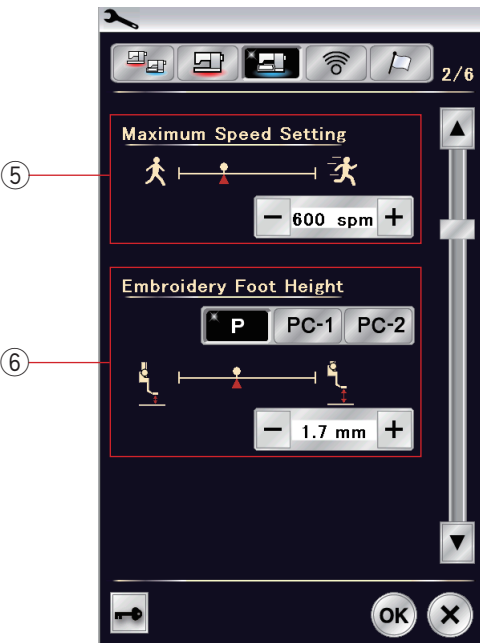 2/6
⑤
Maximum Speed Setting
− 600 spm +
⑥
Embroidery Foot Height
P PC-1 PC-2
− 1.7 mm +
OK